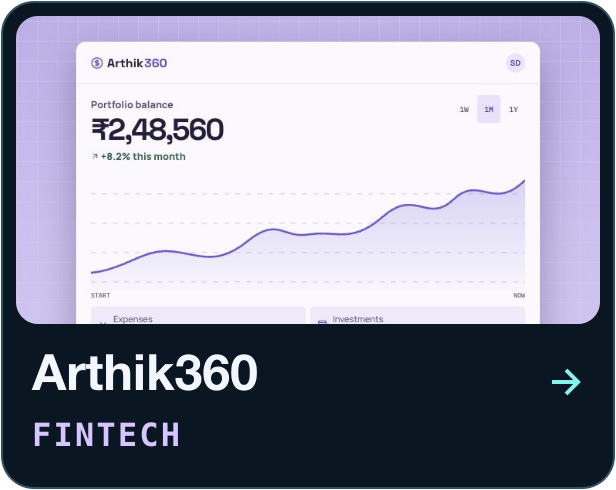 Arthik360
SD
Portfolio balance
1W 1M 1Y
₹2,48,560
+8.2% this month
START NOW
Expenses Investments
Arthik360
FINTECH